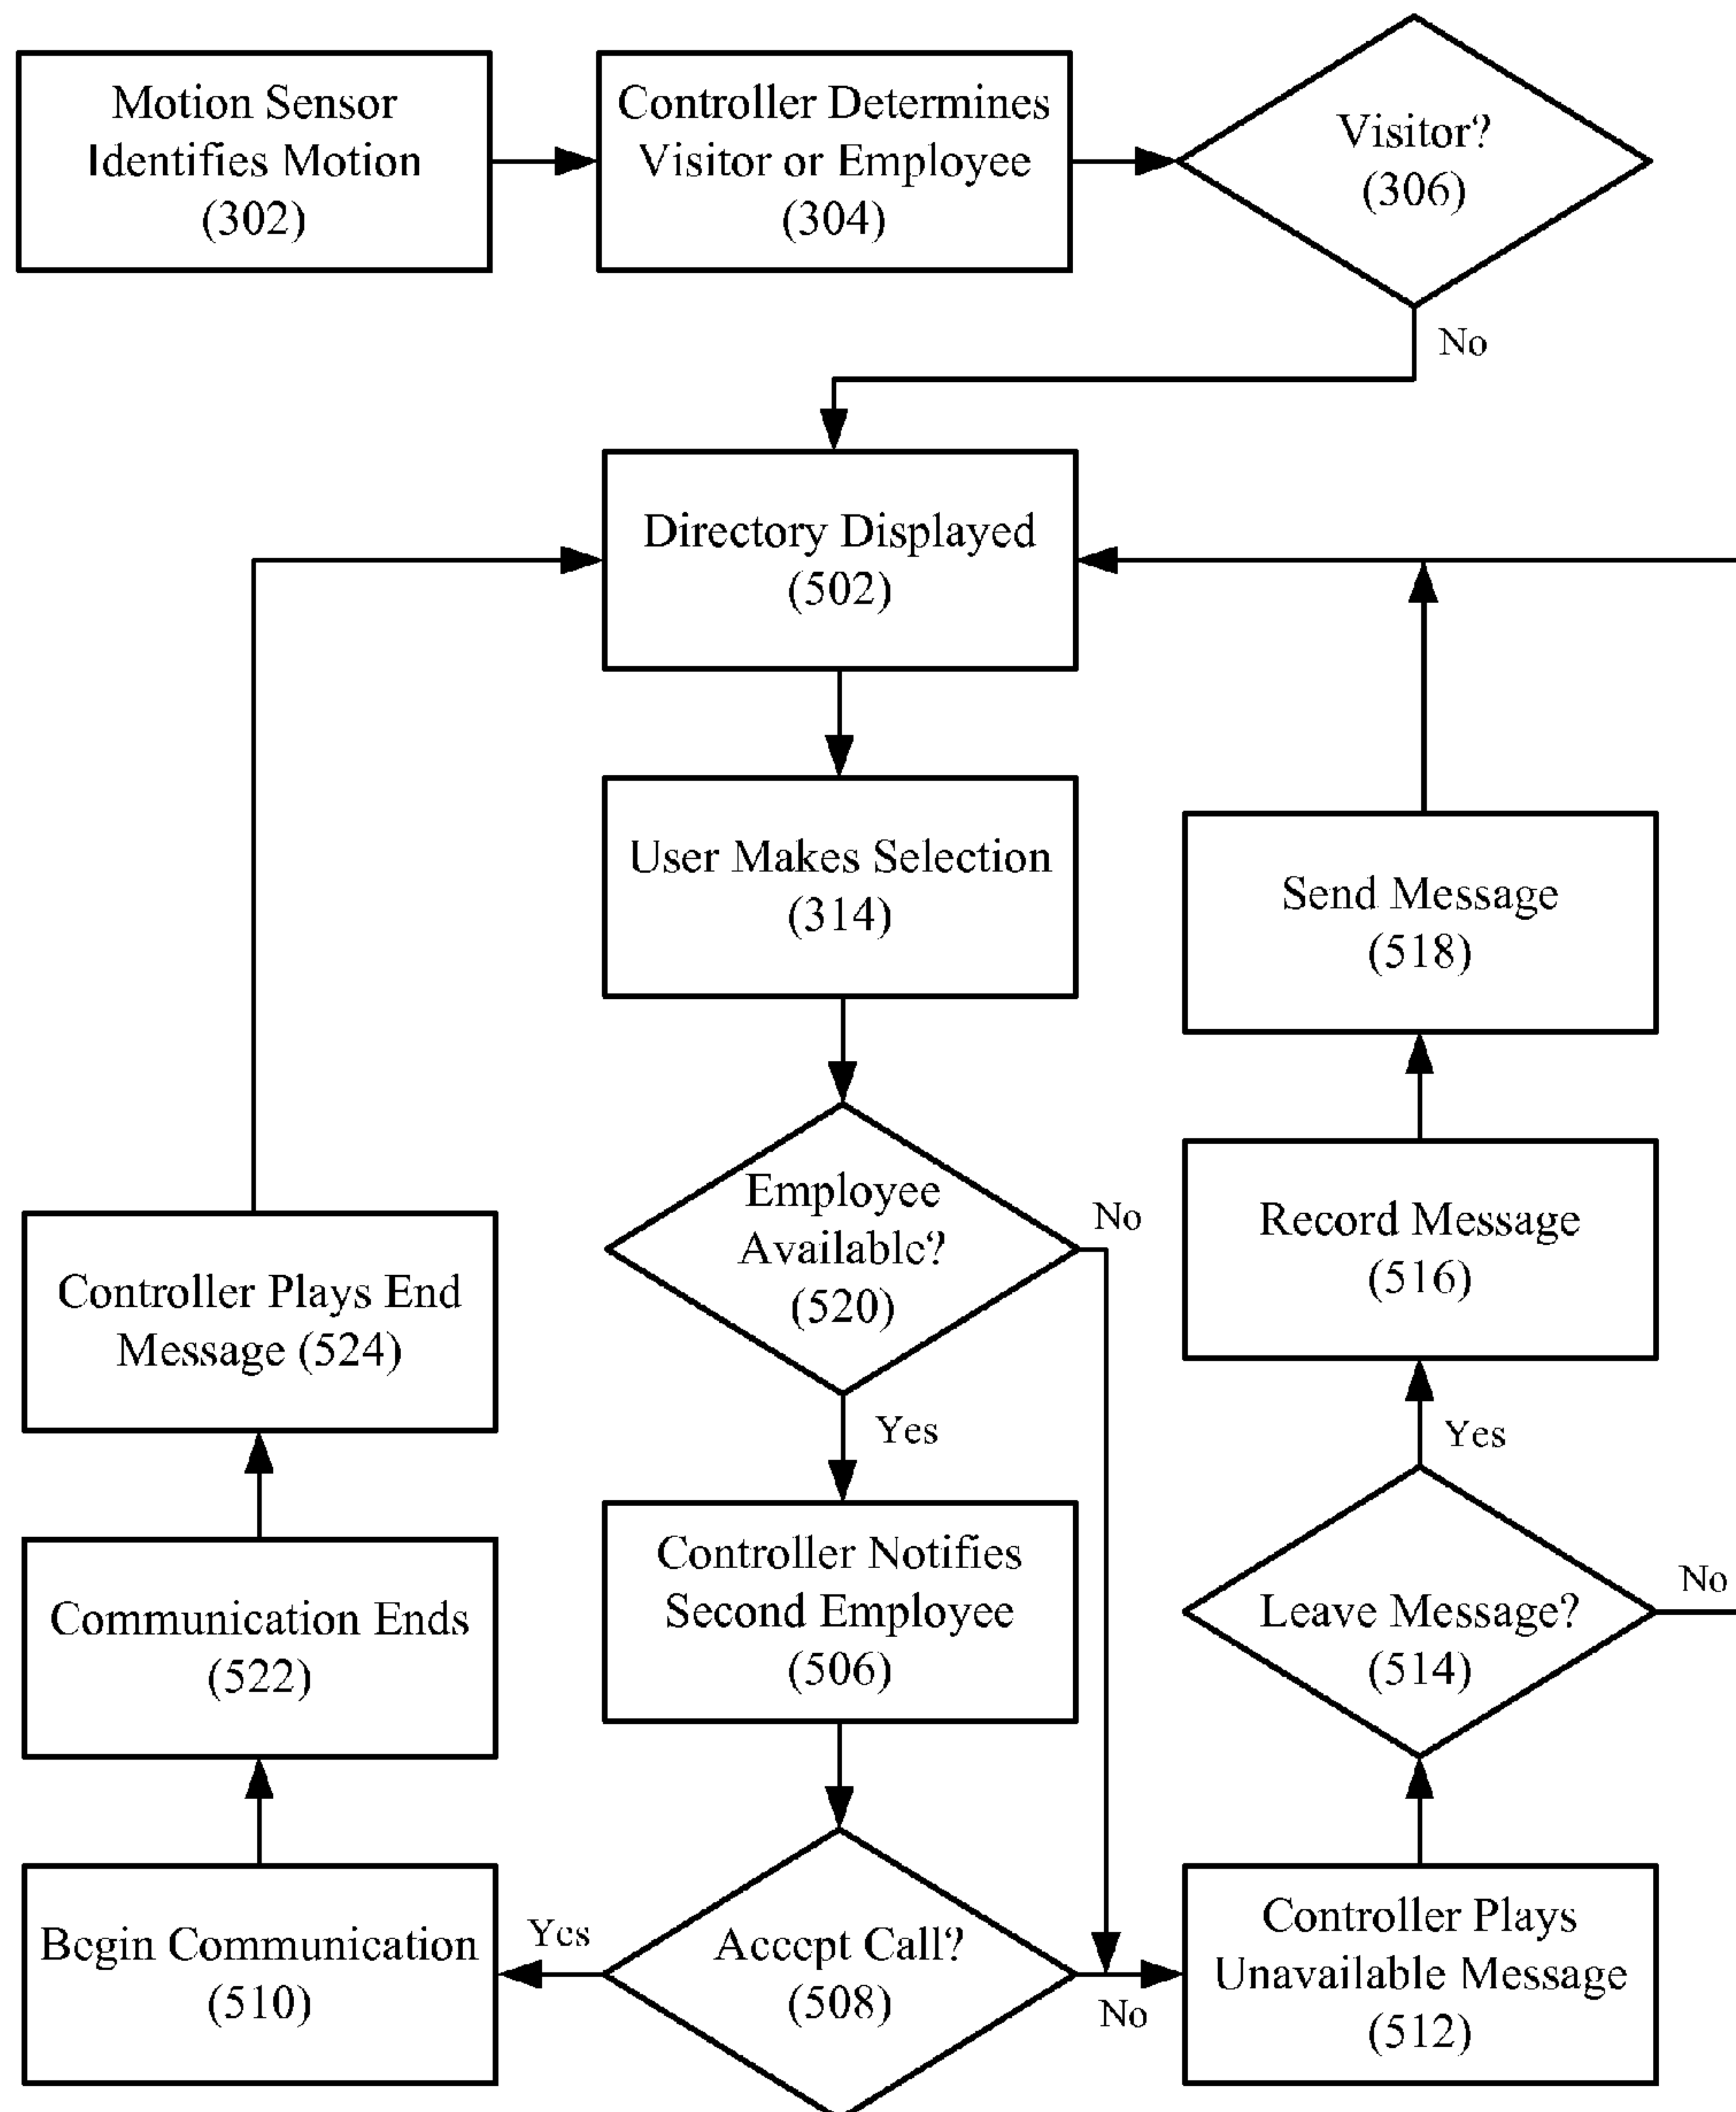 Motion Sensor
Identifies Motion
(302)
Controller Determines
Visitor or Employee
(304)
Visitor?
(306)
No
Directory Displayed
(502)
User Makes Selection
(314)
Send Message
(518)
Employee
Available?
(520)
No
Yes
Record Message
(516)
Controller Plays End
Message (524)
Yes
Controller Notifies
Second Employee
(506)
Leave Message?
(514)
No
Communication Ends
(522)
Begin Communication
(510)
Yes
Accept Call?
(508)
No
Controller Plays
Unavailable Message
(512)